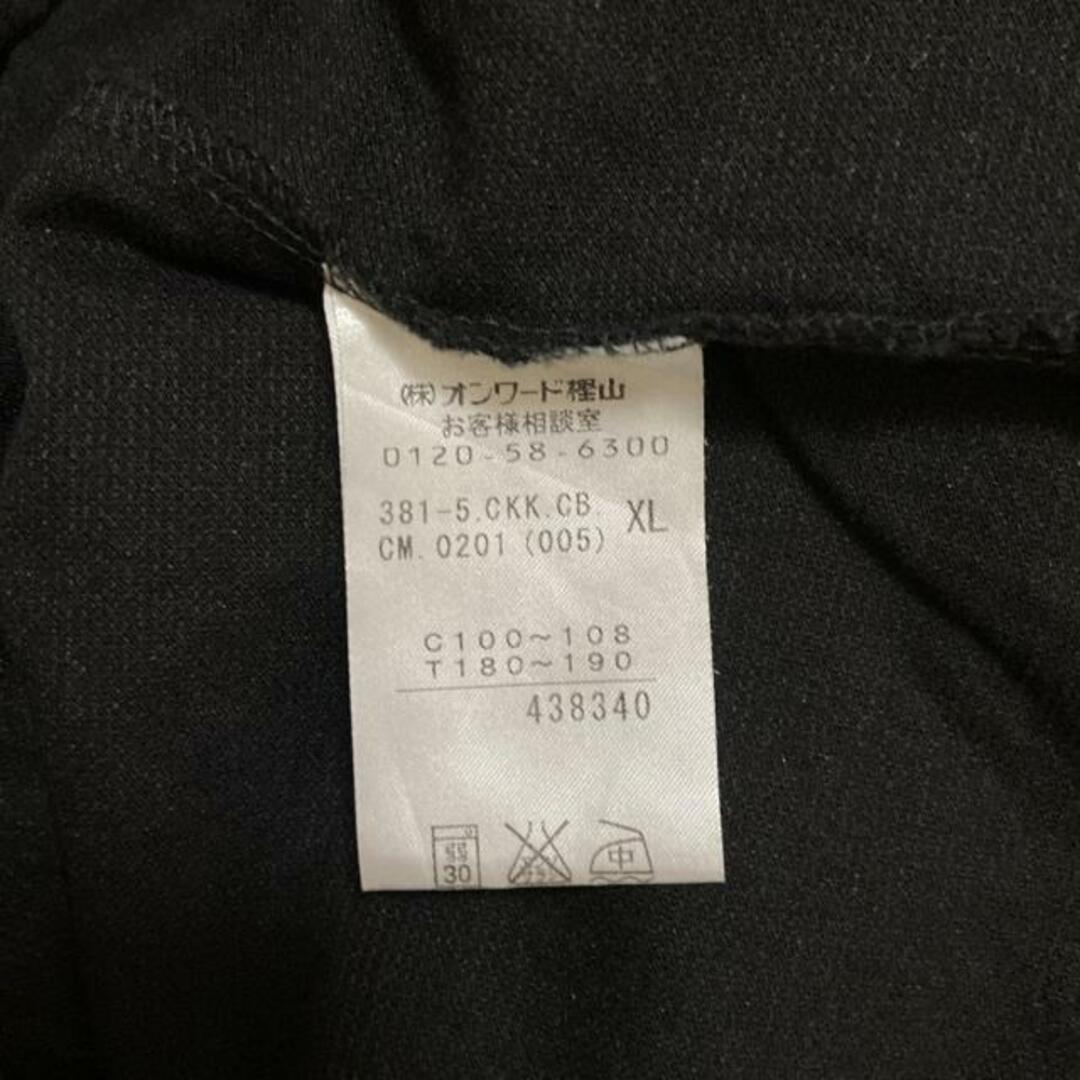 (株)オンワード樫山
お客様相談室
0120-58-6300
381-5.CKK.CB XL
CM.0201(005)
C100〜108
T180〜190
438340
弱
30
中